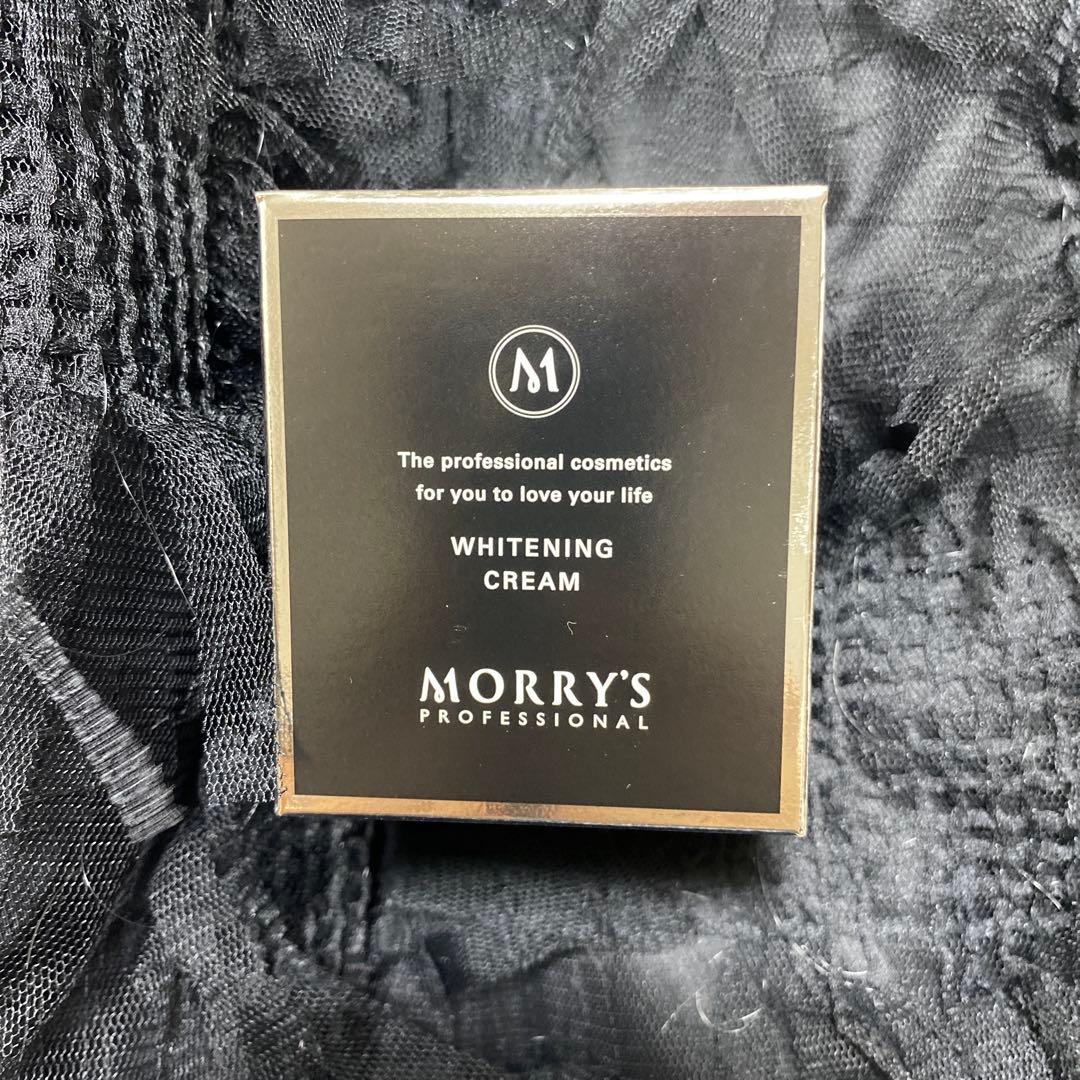 M
The professional cosmetics
for you to love your life
WHITENING
CREAM
MORRY'S
PROFESSIONAL